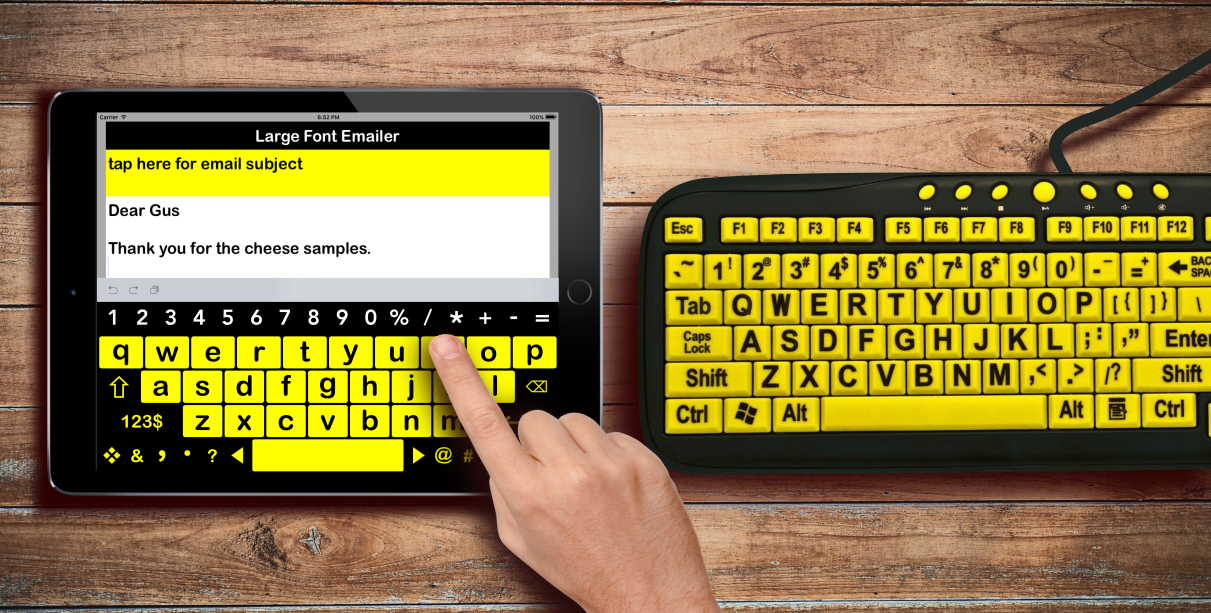 Carrier 6:52 PM 100%
Large Font Emailer
tap here for email subject
Dear Gus
Thank you for the cheese samples.
1 2 3 4 5 6 7 8 9 0 % / * + - =
q w e r t y u o p
a s d f g h j l
123$ z x c v b n m
& , . ? @ #
Esc F1 F2 F3 F4 F5 F6 F7 F8 F9 F10 F11 F12
` ~ 1 ! 2 @ 3 # 4 $ 5 % 6 ^ 7 & 8 * 9 ( 0 ) - _ = + BAC
SPA
Tab Q W E R T Y U I O P [ { ] } \
Caps
Lock A S D F G H J K L ; : , " Enter
Shift Z X C V B N M , < . > / ? Shift
Ctrl Alt Alt Ctrl